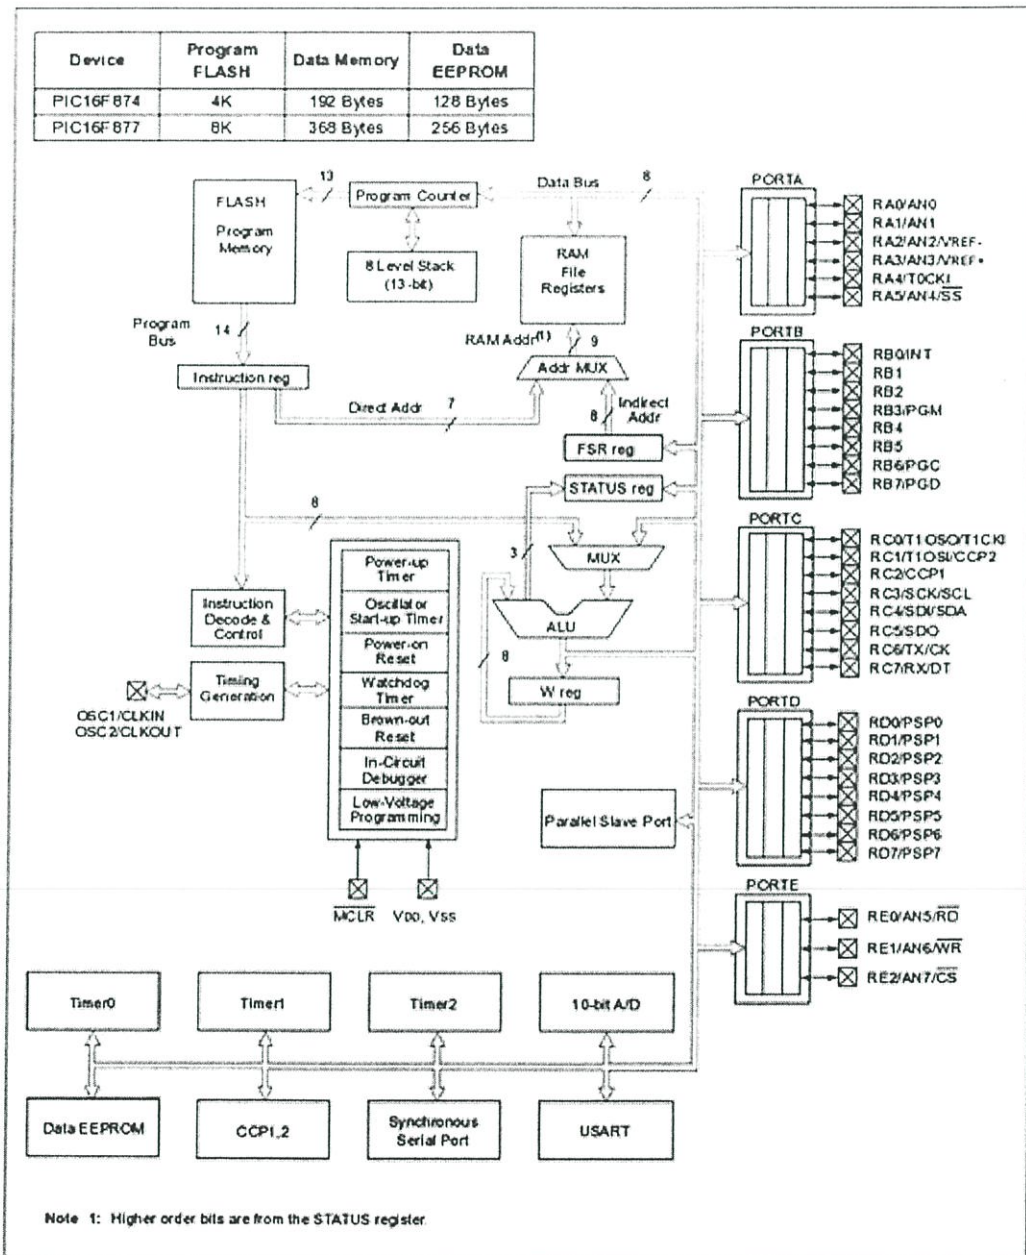 Device Program FLASH Data Memory Data EEPROM
PIC16F874 4K 192 Bytes 128 Bytes
PIC16F877 8K 368 Bytes 256 Bytes
FLASH
Program
Memory
13
Program Counter
8 Level Stack
(13-bit)
Data Bus
8
RAM
File
Registers
Program
Bus
14
RAM Addr(1)
9
Addr MUX
Instruction reg
Direct Addr
7
8
Indirect
Addr
FSR reg
STATUS reg
8
3
MUX
ALU
8
W reg
Instruction
Decode &
Control
Timing
Generation
OSC1/CLKIN
OSC2/CLKOUT
Power-up
Timer
Oscillator
Start-up Timer
Power-on
Reset
Watchdog
Timer
Brown-out
Reset
In-Circuit
Debugger
Low-Voltage
Programming
MCLR
VDD, VSS
Parallel Slave Port
PORTA
RA0/AN0
RA1/AN1
RA2/AN2/VREF-
RA3/AN3/VREF+
RA4/T0CKI
RA5/AN4/SS
PORTB
RB0/INT
RB1
RB2
RB3/PGM
RB4
RB5
RB6/PGC
RB7/PGD
PORTC
RC0/T1OSO/T1CKI
RC1/T1OSI/CCP2
RC2/CCP1
RC3/SCK/SCL
RC4/SDI/SDA
RC5/SDO
RC6/TX/CK
RC7/RX/DT
PORTD
RD0/PSP0
RD1/PSP1
RD2/PSP2
RD3/PSP3
RD4/PSP4
RD5/PSP5
RD6/PSP6
RD7/PSP7
PORTE
RE0/AN5/RD
RE1/AN6/WR
RE2/AN7/CS
Timer0
Timer1
Timer2
10-bit A/D
Data EEPROM
CCP1,2
Synchronous
Serial Port
USART
Note 1: Higher order bits are from the STATUS register.